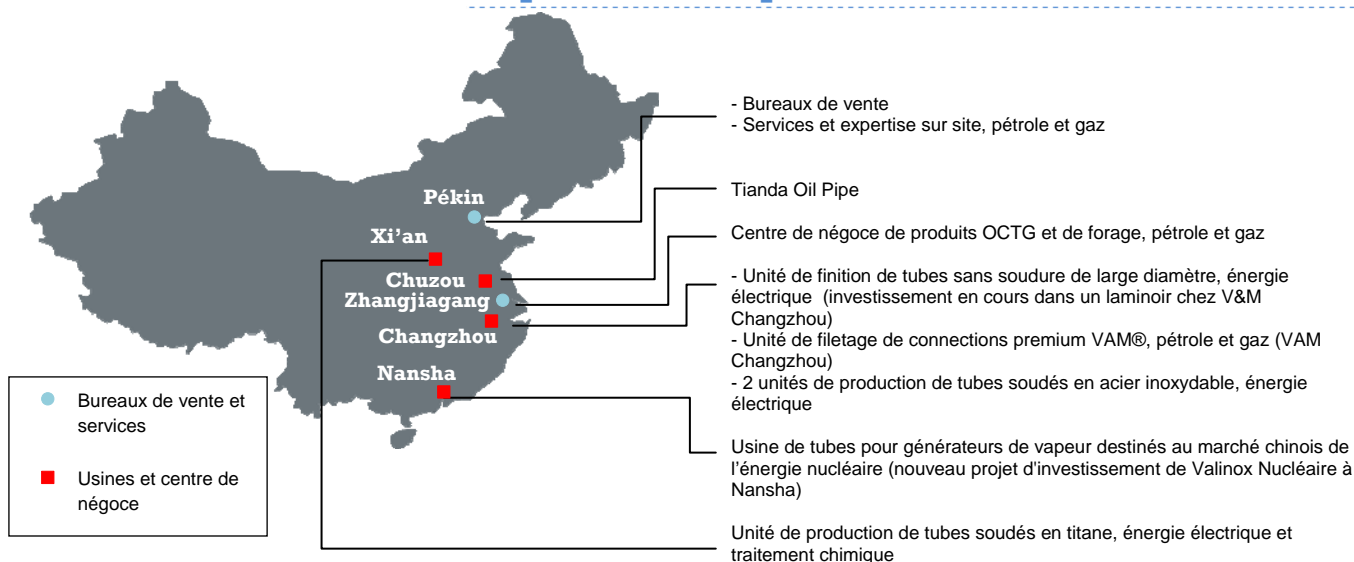 - Bureaux de vente
- Services et expertise sur site, pétrole et gaz
Tianda Oil Pipe
Pékin
Centre de négoce de produits OCTG et de forage, pétrole et gaz
Xi'an
Chuzou
Zhangjiagang
Changzhou
Nansha
- Unité de finition de tubes sans soudure de large diamètre, énergie
électrique (investissement en cours dans un laminoir chez V&M
Changzhou)
- Unité de filetage de connections premium VAM®, pétrole et gaz (VAM
Changzhou)
- 2 unités de production de tubes soudés en acier inoxydable, énergie
électrique
Bureaux de vente et
services
Usines et centre de
négoce
Usine de tubes pour générateurs de vapeur destinés au marché chinois de
l'énergie nucléaire (nouveau projet d'investissement de Valinox Nucléaire à
Nansha)
Unité de production de tubes soudés en titane, énergie électrique et
traitement chimique